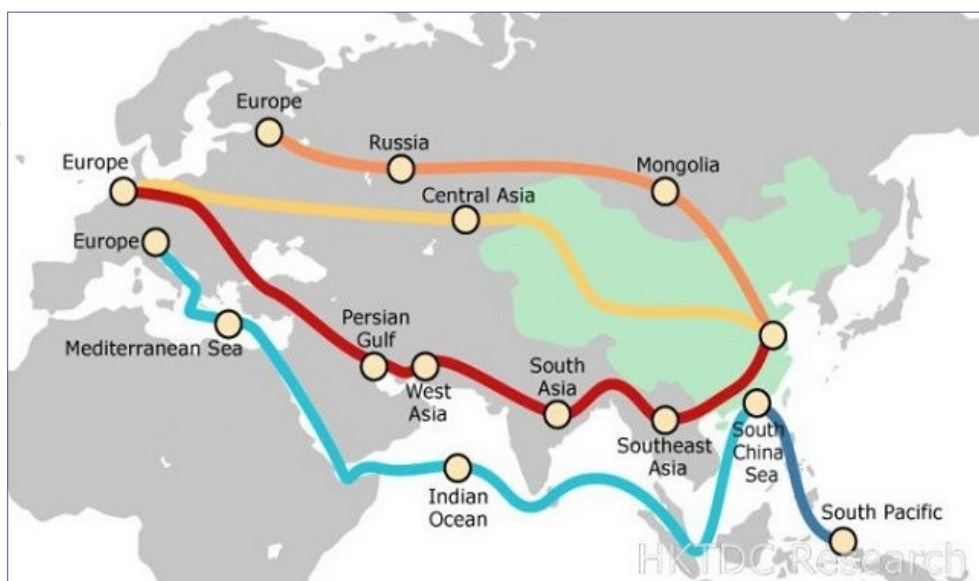 Europe
Russia
Europe
Mongolia
Central Asia
Europe
Persian
Gulf
Mediterranean Sea
South
Asia
West
Asia
Southeast
Asia
South
China
Sea
Indian
Ocean
South Pacific
HKTDC Research